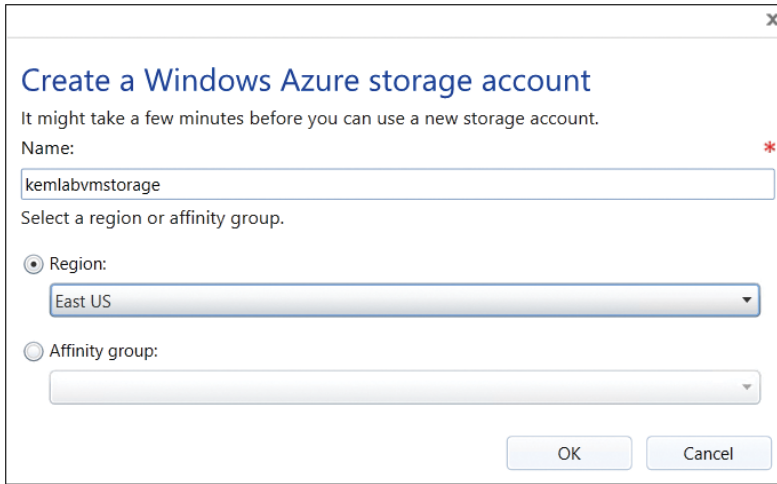 x
Create a Windows Azure storage account
It might take a few minutes before you can use a new storage account.
Name: *
kemlabvmstorage
Select a region or affinity group.
Region:
East US
Affinity group:
OK Cancel